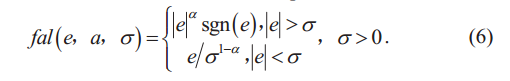 fal(e, a, σ)={|e|^α sgn(e),|e|>σ
e/σ^{1-α},|e|<σ , σ>0. (6)